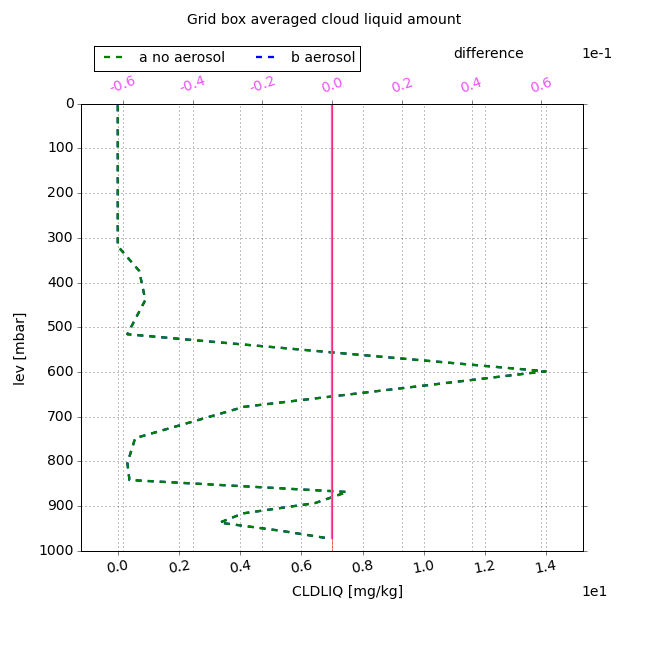 Grid box averaged cloud liquid amount
a no aerosol b aerosol difference 1e-1
-0.6 -0.4 -0.2 0.0 0.2 0.4 0.6
0
100
200
300
400
500
600
700
800
900
1000
lev [mbar]
0.0 0.2 0.4 0.6 0.8 1.0 1.2 1.4
CLDLIQ [mg/kg] 1e1